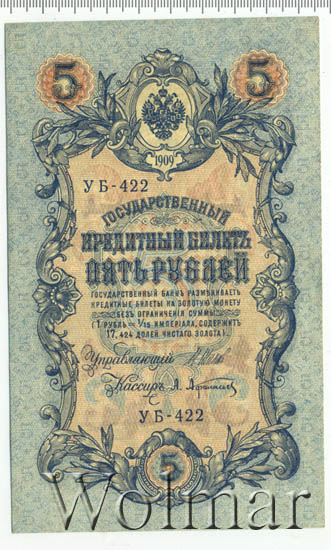 5 5
1909
УБ-422
ГОСУДАРСТВЕННЫЙ
КРЕДИТНЫЙ БИЛЕТЪ
ПЯТЬ РУБЛЕЙ
ГОСУДАРСТВЕННЫЙ БАНКЪ РАЗМѢНИВАЕТЪ
КРЕДИТНЫЕ БИЛЕТЫ НА ЗОЛОТУЮ МОНЕТУ
БЕЗЪ ОГРАНИЧЕНІЯ СУММЫ
(1 РУБЛЬ = 1/15 ИМПЕРІАЛА, СОДЕРЖИТЪ
17,424 ДОЛЕЙ ЧИСТАГО ЗОЛОТА).
Управляющій
Кассиръ А. Афанасьев
УБ-422
5
Wolmar